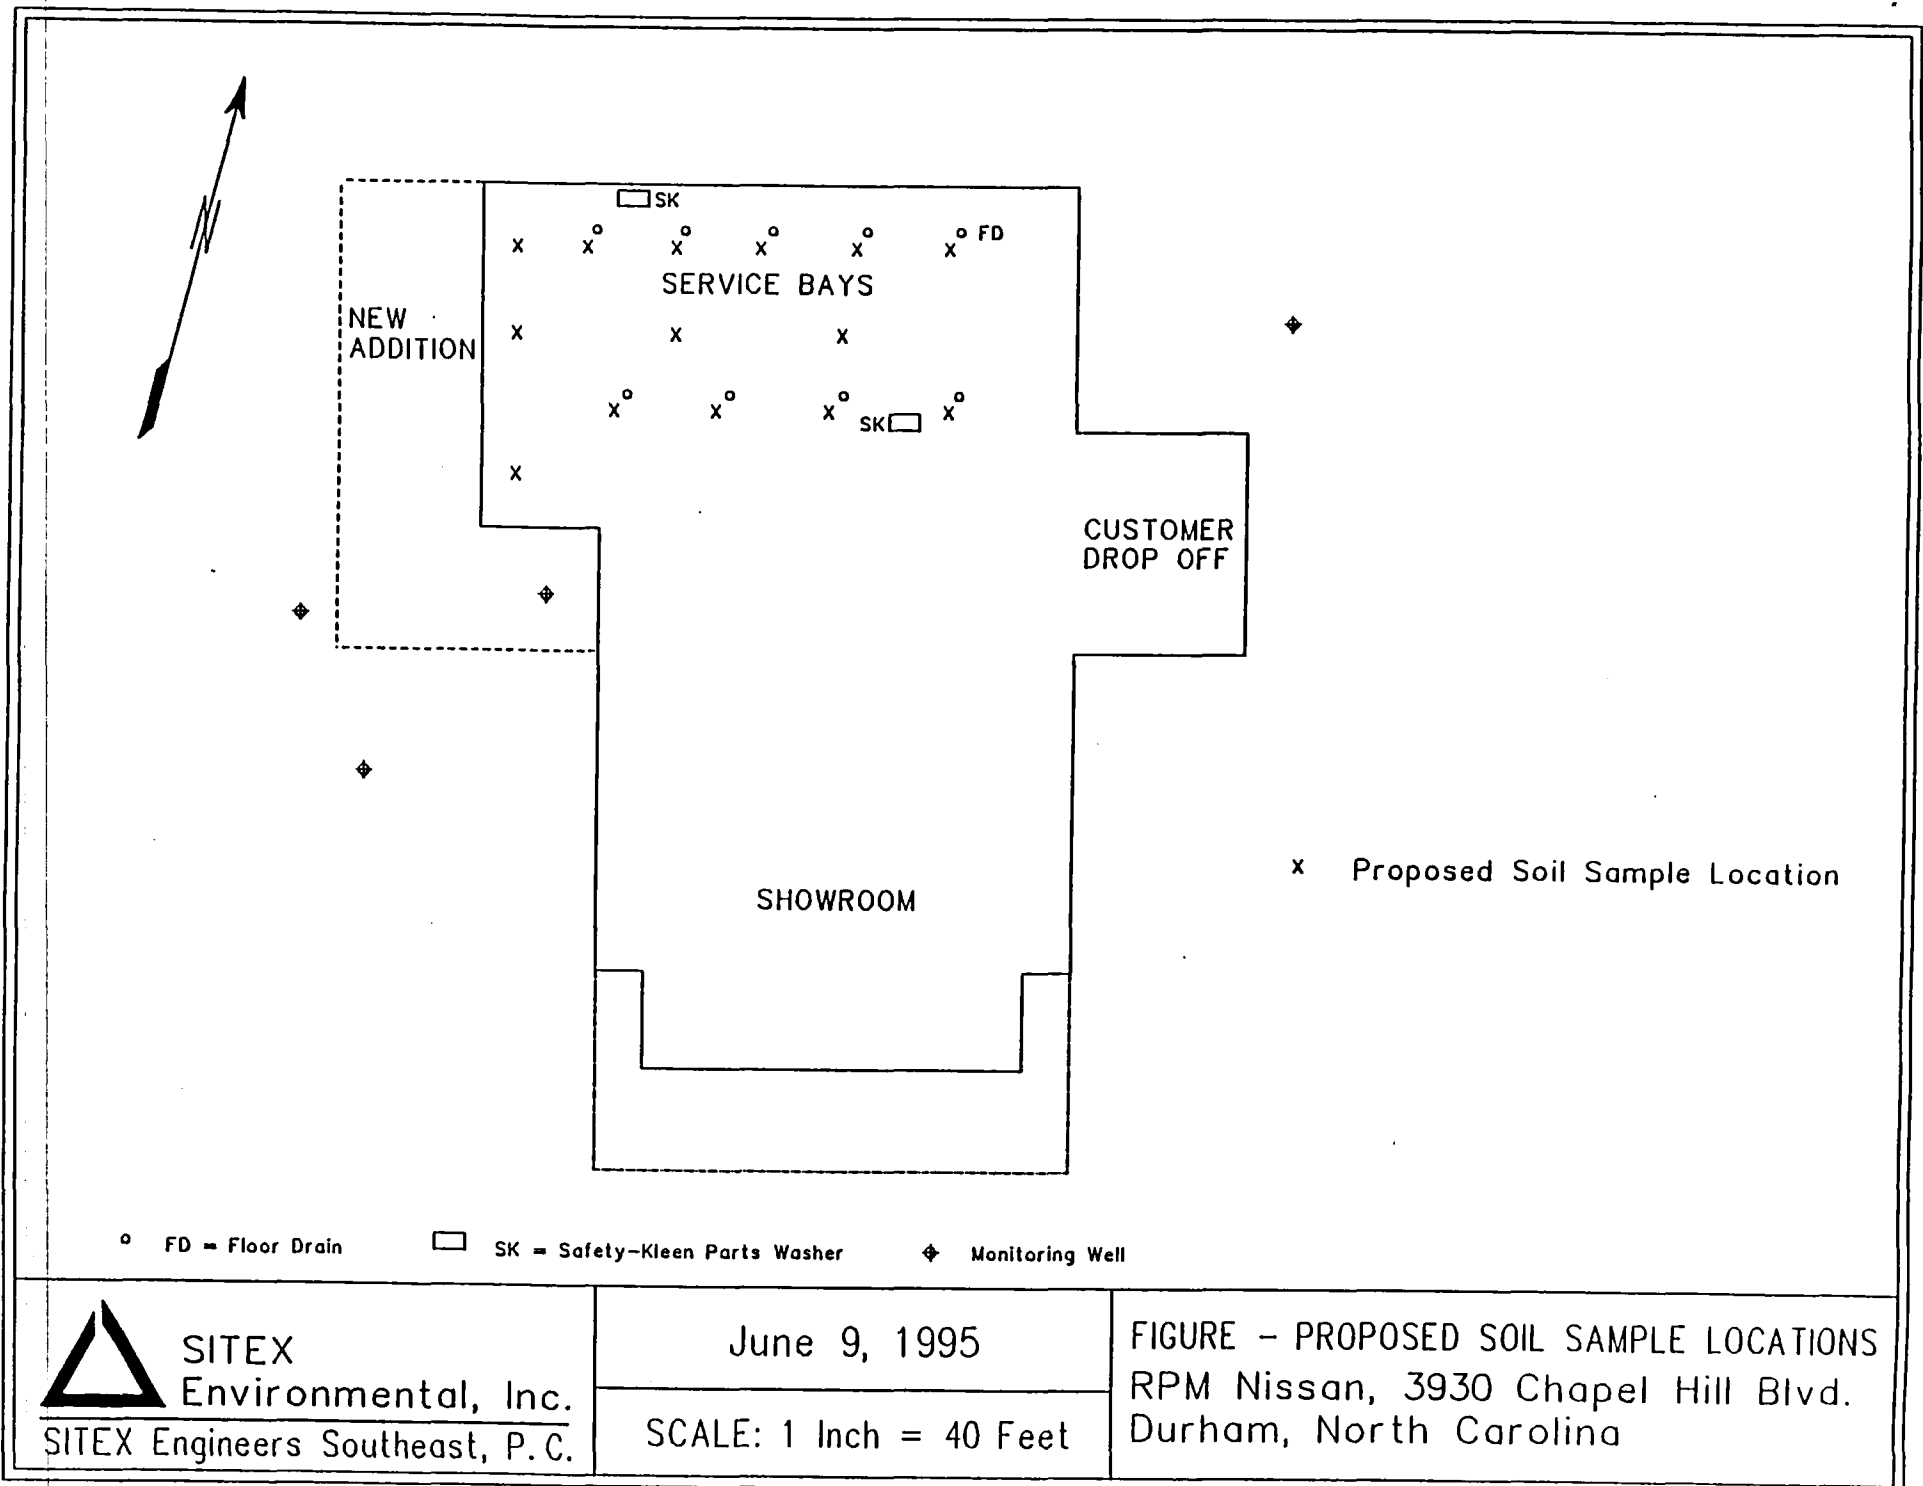 N
SK
x x x x x x FD
SERVICE BAYS
NEW
ADDITION
x x x
x x x x
SK
x
CUSTOMER
DROP OFF
SHOWROOM
x Proposed Soil Sample Location
FD = Floor Drain
SK = Safety-Kleen Parts Washer
Monitoring Well
SITEX
Environmental, Inc.
SITEX Engineers Southeast, P.C.
June 9, 1995
SCALE: 1 Inch = 40 Feet
FIGURE - PROPOSED SOIL SAMPLE LOCATIONS
RPM Nissan, 3930 Chapel Hill Blvd.
Durham, North Carolina